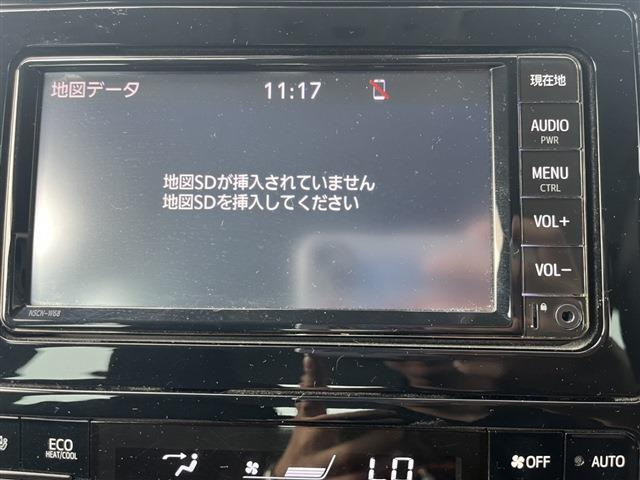 地図データ 11:17
現在地
AUDIO
PWR
MENU
CTRL
地図SDが挿入されていません
地図SDを挿入してください
VOL+
VOL-
NSCN-W68
ECO
HEAT/COOL
LO
OFF
AUTO